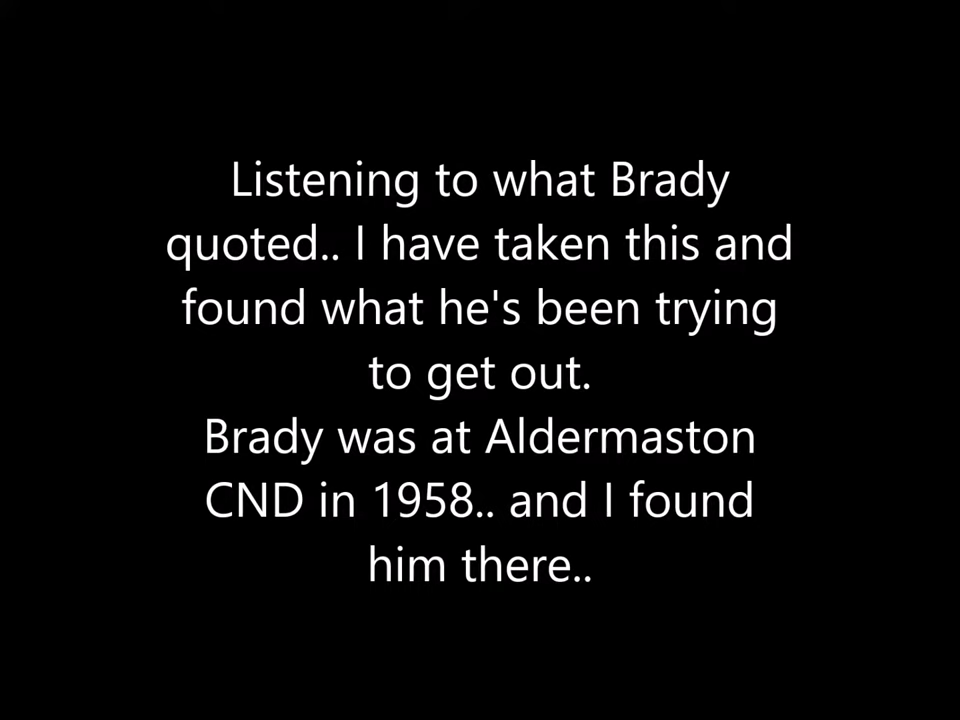 Listening to what Brady
quoted.. I have taken this and
found what he's been trying
to get out.
Brady was at Aldermaston
CND in 1958.. and I found
him there..